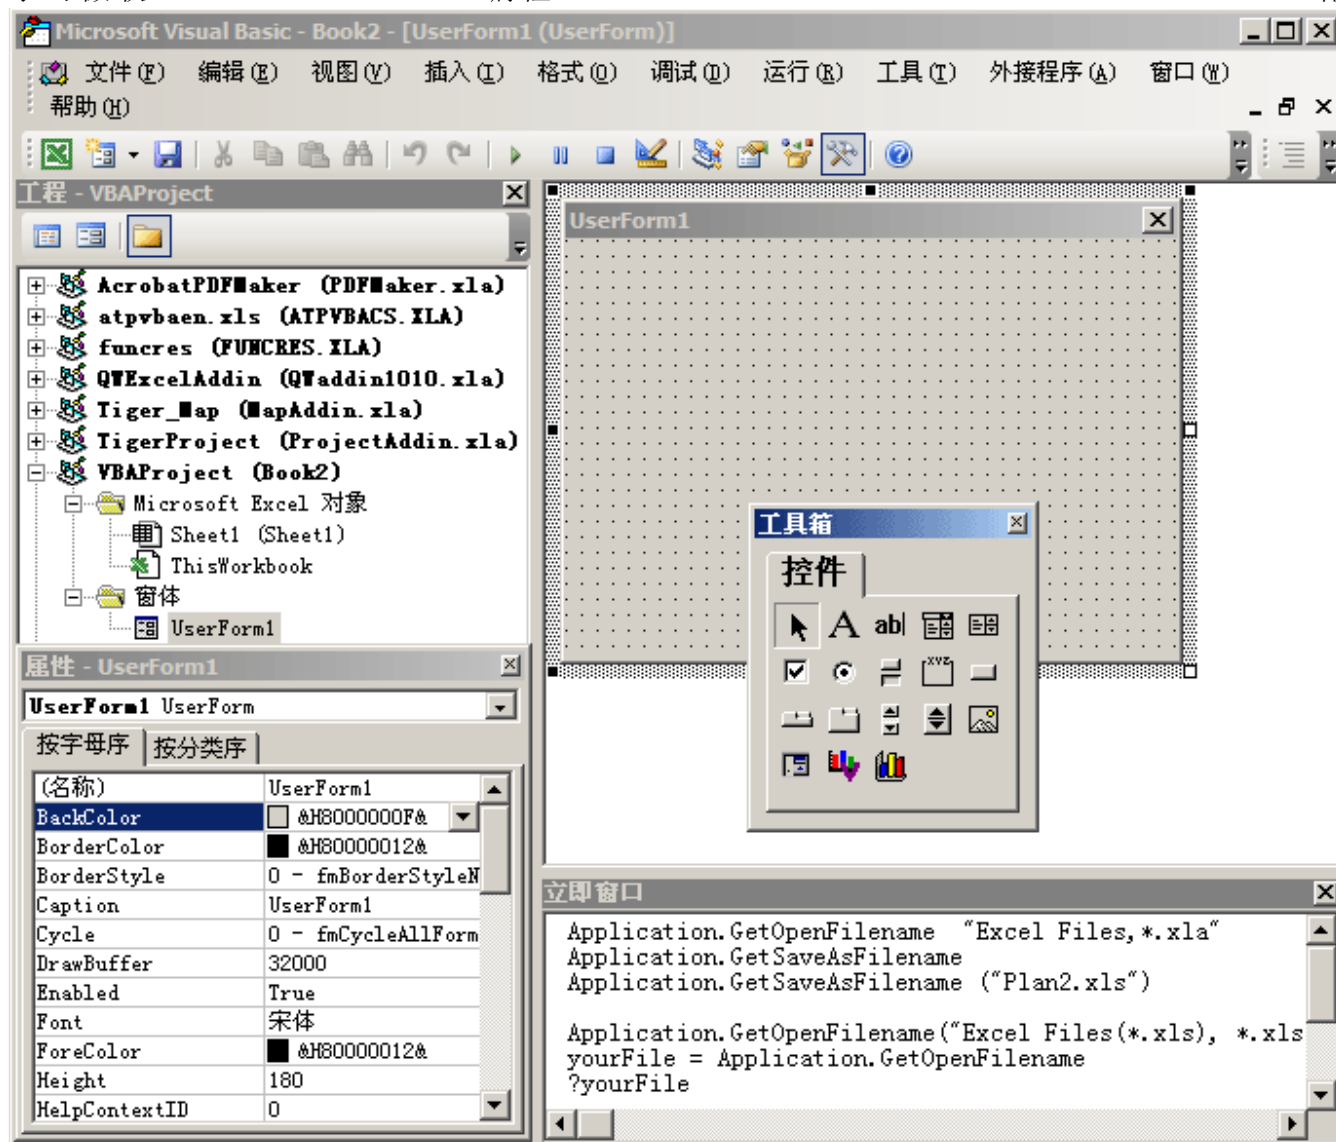 Microsoft Visual Basic - Book2 - [UserForm1 (UserForm)]
文件(F) 编辑(E) 视图(V) 插入(I) 格式(O) 调试(D) 运行(R) 工具(T) 外接程序(A) 窗口(W)
帮助(H)
工程 - VBAProject
AcrobatPDFMaker (PDFMaker.xla)
atpvbaen.xls (ATPVBACS.XLA)
funcres (FUNCRES.XLA)
QTExcelAddin (QTaddin1010.xla)
Tiger_Map (MapAddin.xla)
TigerProject (ProjectAddin.xla)
VBAProject (Book2)
Microsoft Excel 对象
Sheet1 (Sheet1)
ThisWorkbook
窗体
UserForm1
属性 - UserForm1
UserForm1 UserForm
按字母序 按分类序
(名称) UserForm1
BackColor &H8000000F&
BorderColor &H80000012&
BorderStyle 0 - fmBorderStyleN
Caption UserForm1
Cycle 0 - fmCycleAllForm
DrawBuffer 32000
Enabled True
Font 宋体
ForeColor &H80000012&
Height 180
HelpContextID 0
UserForm1
工具箱
控件
A ab
XYZ
立即窗口
Application.GetOpenFilename "Excel Files,*.xla"
Application.GetSaveAsFilename
Application.GetSaveAsFilename ("Plan2.xls")
Application.GetOpenFilename("Excel Files(*.xls), *.xls
yourFile = Application.GetOpenFilename
?yourFile